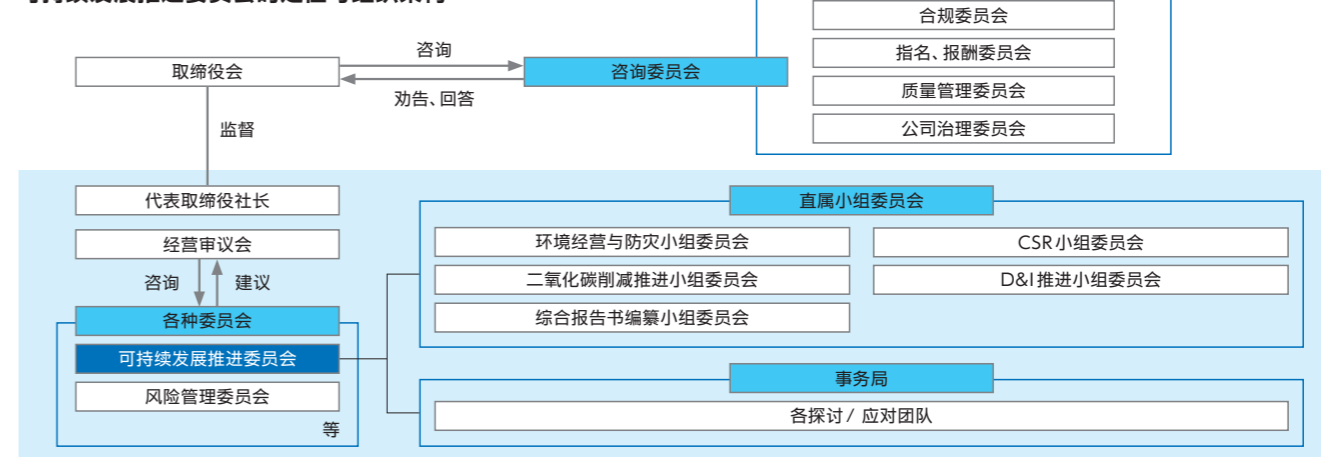 合规委员会
指名、报酬委员会
质量管理委员会
公司治理委员会
咨询
取缔役会
咨询委员会
劝告、回答
监督
代表取缔役社长
经营审议会
咨询
建议
各种委员会
可持续发展推进委员会
风险管理委员会
等
直属小组委员会
环境经营与防灾小组委员会
CSR小组委员会
二氧化碳削减推进小组委员会
D&I推进小组委员会
综合报告书编纂小组委员会
事务局
各探讨 / 应对团队